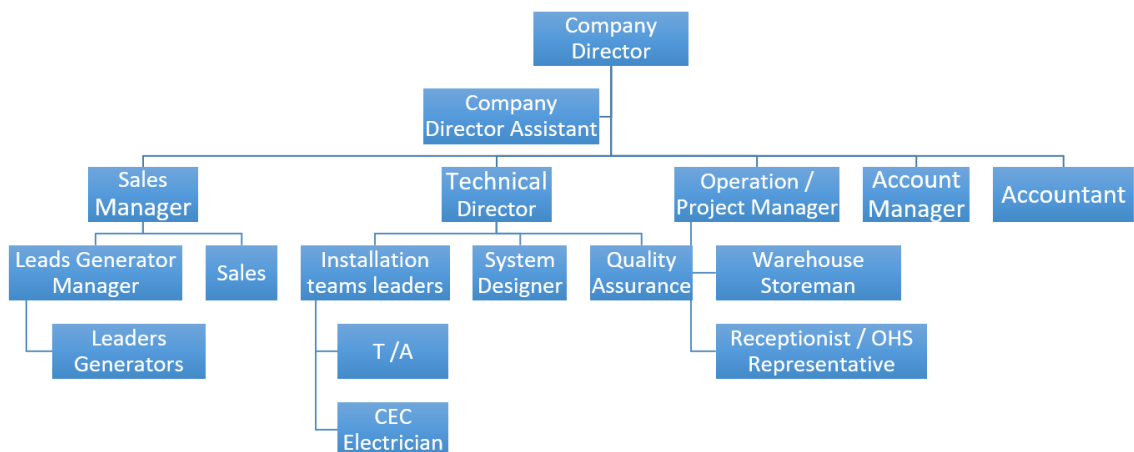 Company
Director
Company
Director Assistant
Sales
Manager
Technical
Director
Operation /
Project Manager
Account
Manager
Accountant
Leads Generator
Manager
Sales
Installation
teams leaders
System
Designer
Quality
Assurance
Warehouse
Storeman
Leaders
Generators
T /A
Receptionist / OHS
Representative
CEC
Electrician